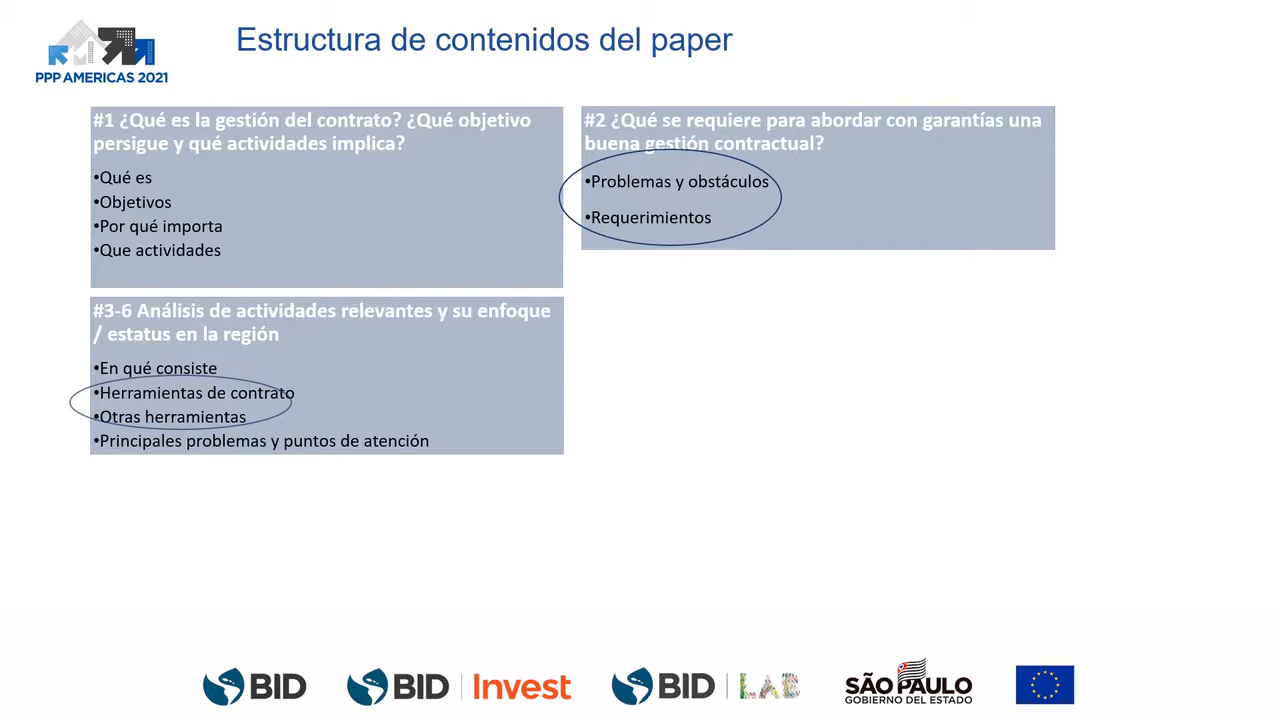 PPP AMERICAS 2021
Estructura de contenidos del paper
#1 ¿Qué es la gestión del contrato? ¿Qué objetivo
persigue y qué actividades implica?
•Qué es
•Objetivos
•Por qué importa
•Que actividades
#2 ¿Qué se requiere para abordar con garantías una
buena gestión contractual?
•Problemas y obstáculos
•Requerimientos
#3-6 Análisis de actividades relevantes y su enfoque
/ estatus en la región
•En qué consiste
•Herramientas de contrato
•Otras herramientas
•Principales problemas y puntos de atención
BID
BID Invest
BID LAB
SÃO PAULO
GOBIERNO DEL ESTADO